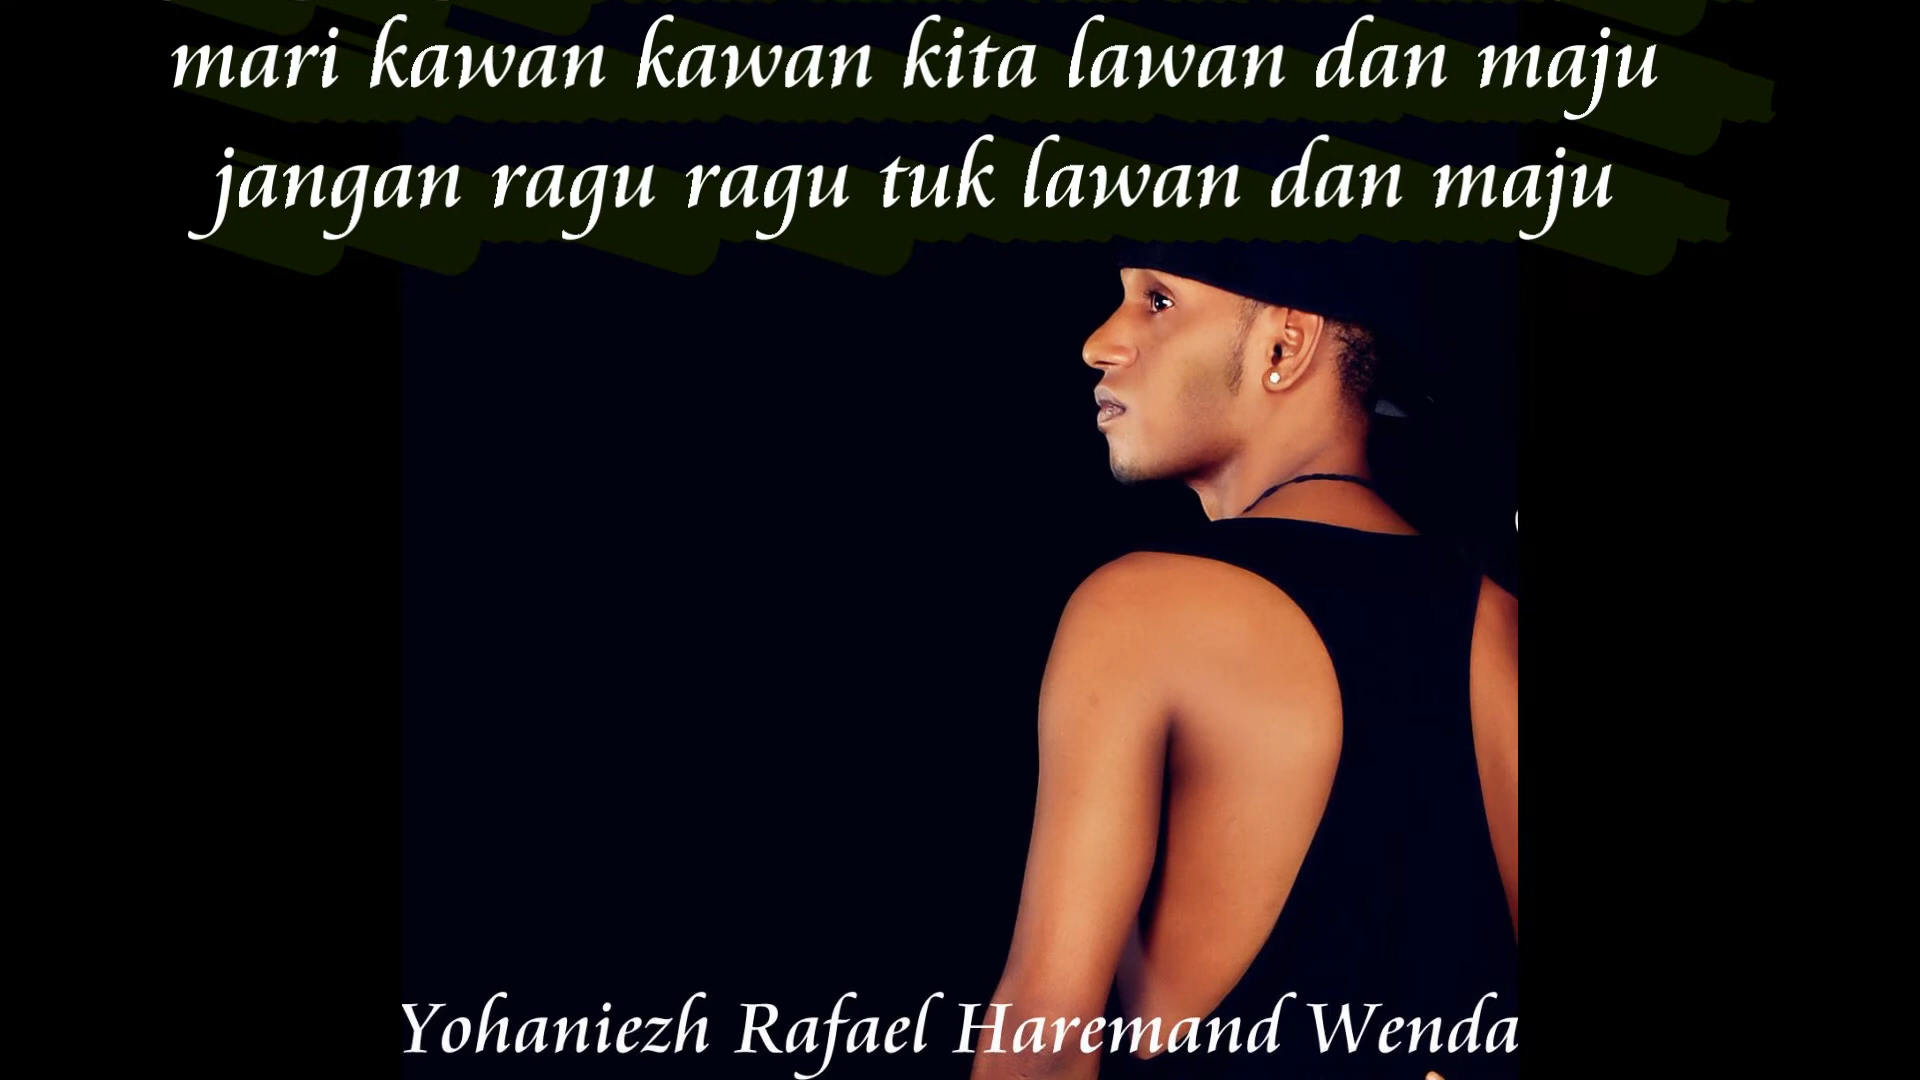 mari kawan kawan kita lawan dan maju
jangan ragu ragu tuk lawan dan maju
Yohaniezh Rafael Haremand Wenda